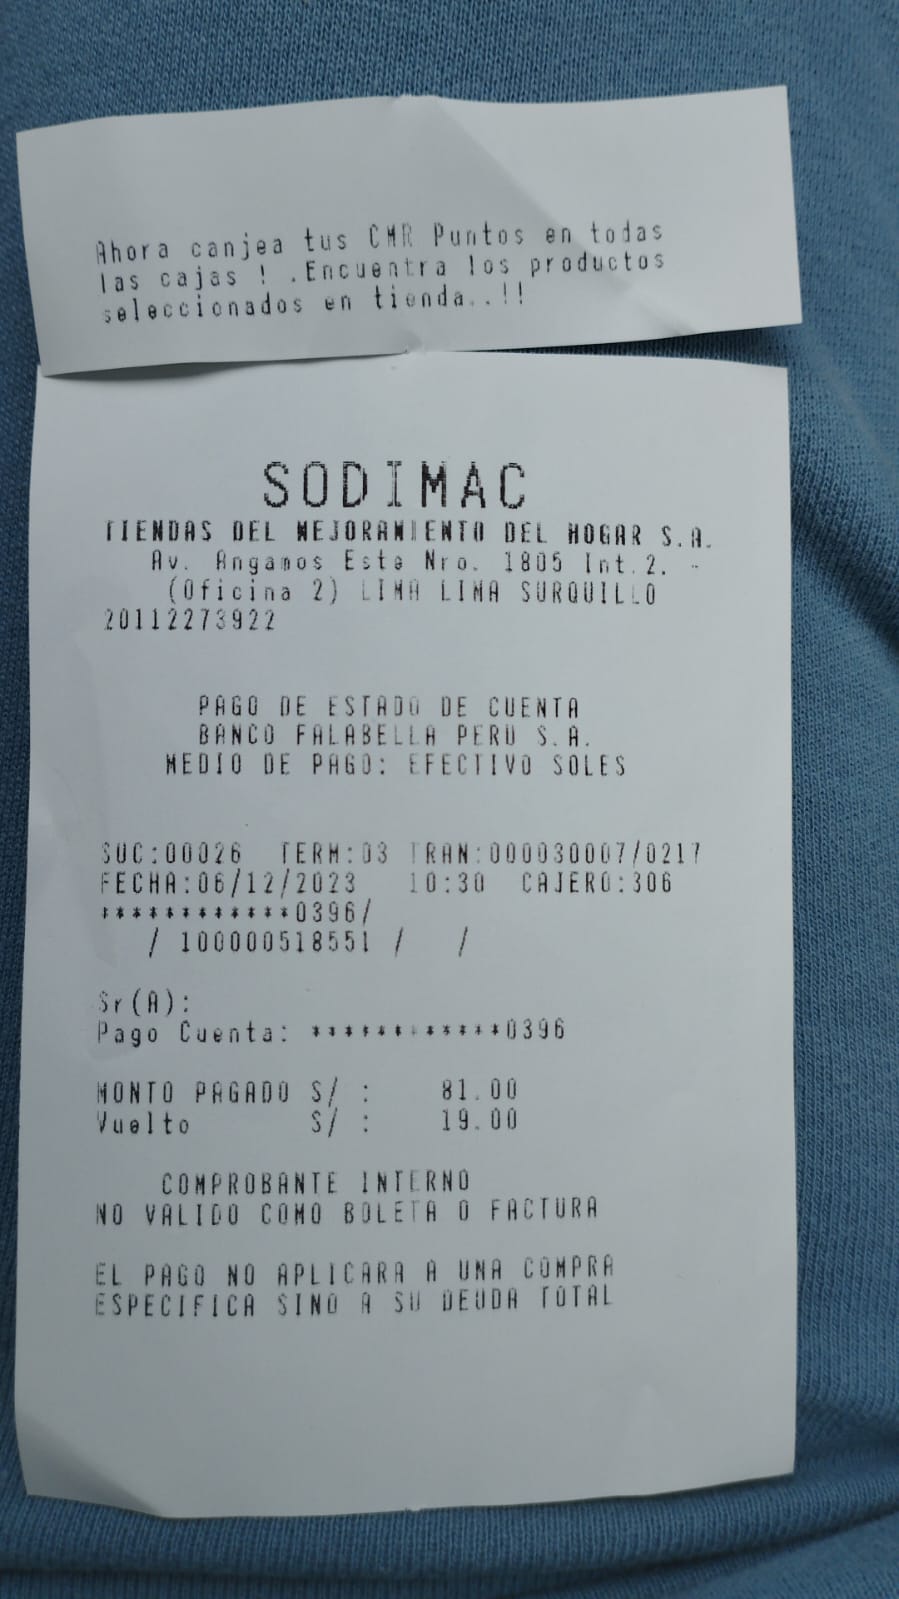 Ahora canjea tus CMR Puntos en todas
las cajas ! .Encuentra los productos
seleccionados en tienda..!!
SODIMAC
TIENDAS DEL MEJORAMIENTO DEL HOGAR S.A.
Av. Angamos Este Nro. 1805 Int.2. -
(Oficina 2) LIMA LIMA SURQUILLO
20112273922
PAGO DE ESTADO DE CUENTA
BANCO FALABELLA PERU S.A.
MEDIO DE PAGO: EFECTIVO SOLES
SUC:00026 TERM:03 TRAN:000030007/0217
FECHA:06/12/2023 10:30 CAJERO:306
************0396/
/ 100000518551 / /
Sr(A):
Pago Cuenta: ************0396
MONTO PAGADO S/ : 81.00
Vuelto S/ : 19.00
COMPROBANTE INTERNO
NO VALIDO COMO BOLETA O FACTURA
EL PAGO NO APLICARA A UNA COMPRA
ESPECIFICA SINO A SU DEUDA TOTAL